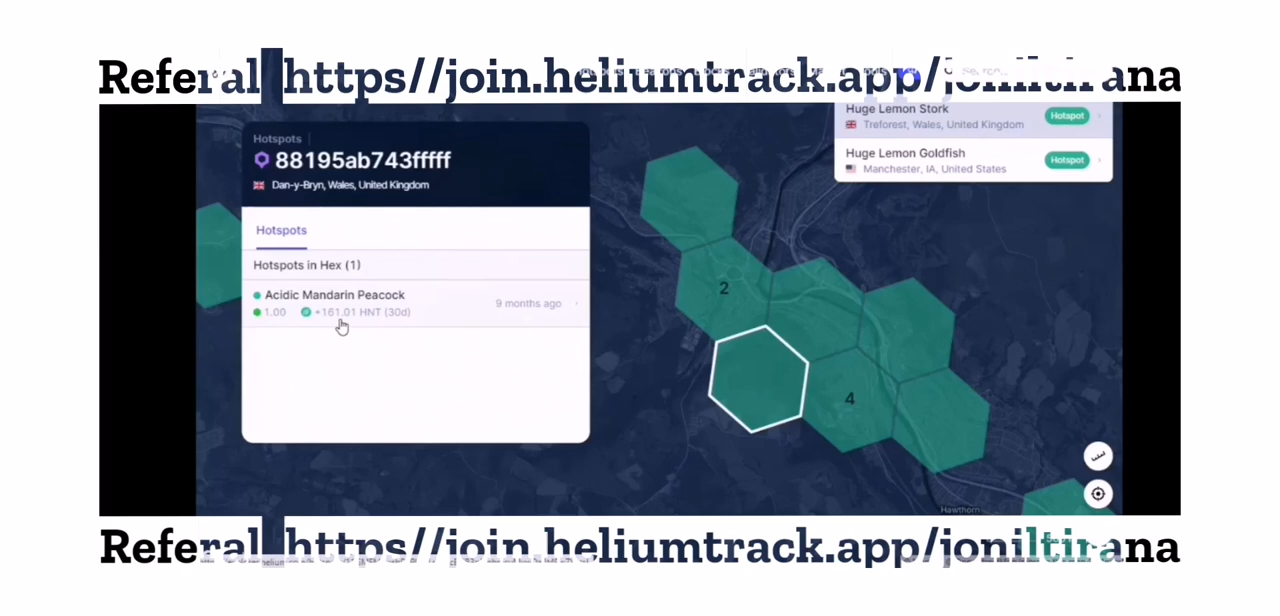 Referal https//join.heliumtrack.app/joniltirana
Huge Lemon Stork
Treforest, Wales, United Kingdom
Hotspot
Huge Lemon Goldfish
Manchester, IA, United States
Hotspot
Hotspots
88195ab743fffff
Dan-y-Bryn, Wales, United Kingdom
Hotspots
Hotspots in Hex (1)
Acidic Mandarin Peacock
9 months ago
1.00 +161.01 HNT (30d)
2
4
Hawthorn
Referal https//join.heliumtrack.app/joniltirana